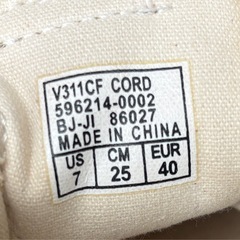 V311CF CORD
596214-0002
BJ-JI 86027
MADE IN CHINA
US CM EUR
7 25 40